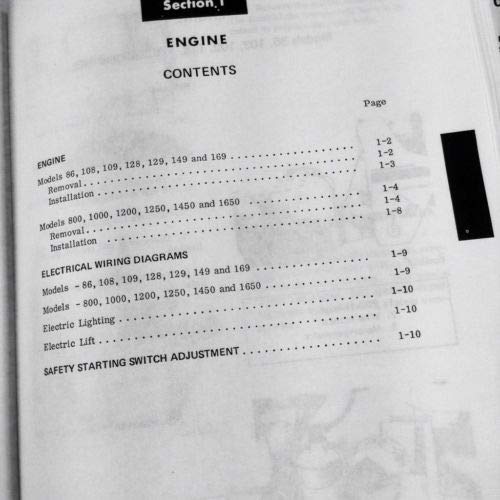 Section 1
ENGINE
CONTENTS
Page
ENGINE
Models 86, 108, 109, 128, 129, 149 and 169 . . . . . . . . . . . . . . . . . . . . . . 1-2
Removal . . . . . . . . . . . . . . . . . . . . . . . . . . . . . . . . . . . . . . . . 1-2
Installation . . . . . . . . . . . . . . . . . . . . . . . . . . . . . . . . . . . . . 1-3
Models 800, 1000, 1200, 1250, 1450 and 1650 . . . . . . . . . . . . . . . . . . . 1-4
Removal . . . . . . . . . . . . . . . . . . . . . . . . . . . . . . . . . . . . . . . . 1-4
Installation . . . . . . . . . . . . . . . . . . . . . . . . . . . . . . . . . . . . 1-8
ELECTRICAL WIRING DIAGRAMS
Models - 86, 108, 109, 128, 129, 149 and 169 . . . . . . . . . . . . . . . . . . 1-9
Models - 800, 1000, 1200, 1250, 1450 and 1650 . . . . . . . . . . . . . . . . . 1-9
Electric Lighting . . . . . . . . . . . . . . . . . . . . . . . . . . . . . . . . . . . 1-10
Electric Lift . . . . . . . . . . . . . . . . . . . . . . . . . . . . . . . . . . . . . 1-10
SAFETY STARTING SWITCH ADJUSTMENT . . . . . . . . . . . . . . . . . . . . 1-10